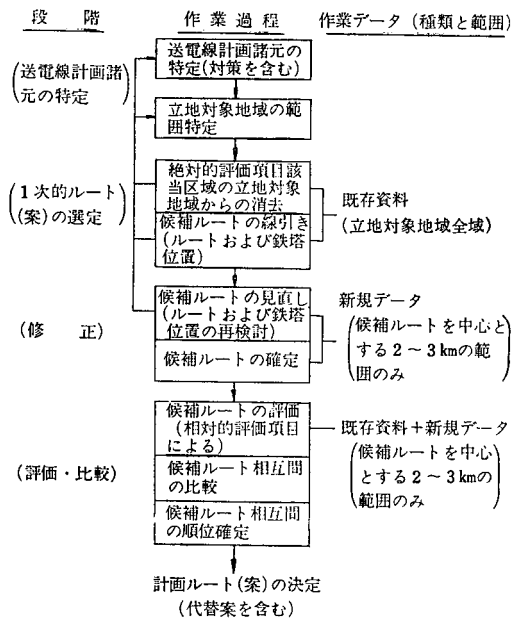 段　階　作業過程　作業データ（種類と範囲）
(送電線計画諸
元の特定)
送電線計画諸元の
特定(対策を含む)
立地対象地域の範
囲特定
(1次的ルート
(案)の選定)
絶対的評価項目該
当区域の立地対象
地域からの消去
候補ルートの線引き
(ルートおよび鉄塔
位置)
既存資料
(立地対象地域全域)
(修　正)
候補ルートの見直し
(ルートおよび鉄塔
位置の再検討)
候補ルートの確定
新規データ
(候補ルートを中心と
する2～3kmの範
囲のみ)
(評価・比較)
候補ルートの評価
(相対的評価項目
による)
候補ルート相互間
の比較
候補ルート相互間
の順位確定
既存資料＋新規データ
(候補ルートを中心
とする2～3kmの
範囲のみ)
計画ルート(案)の決定
(代替案を含む)